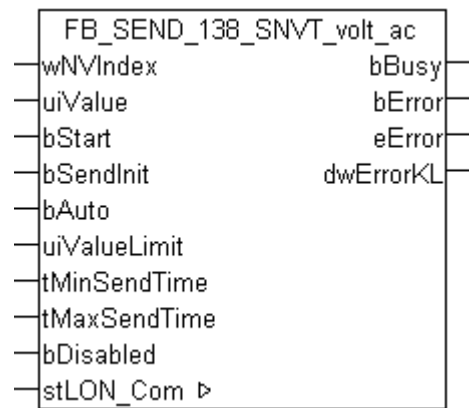 FB_SEND_138_SNVT_volt_ac
wNVIndex bBusy
uiValue bError
bStart eError
bSendInit dwErrorKL
bAuto
uiValueLimit
tMinSendTime
tMaxSendTime
bDisabled
stLON_Com ▷